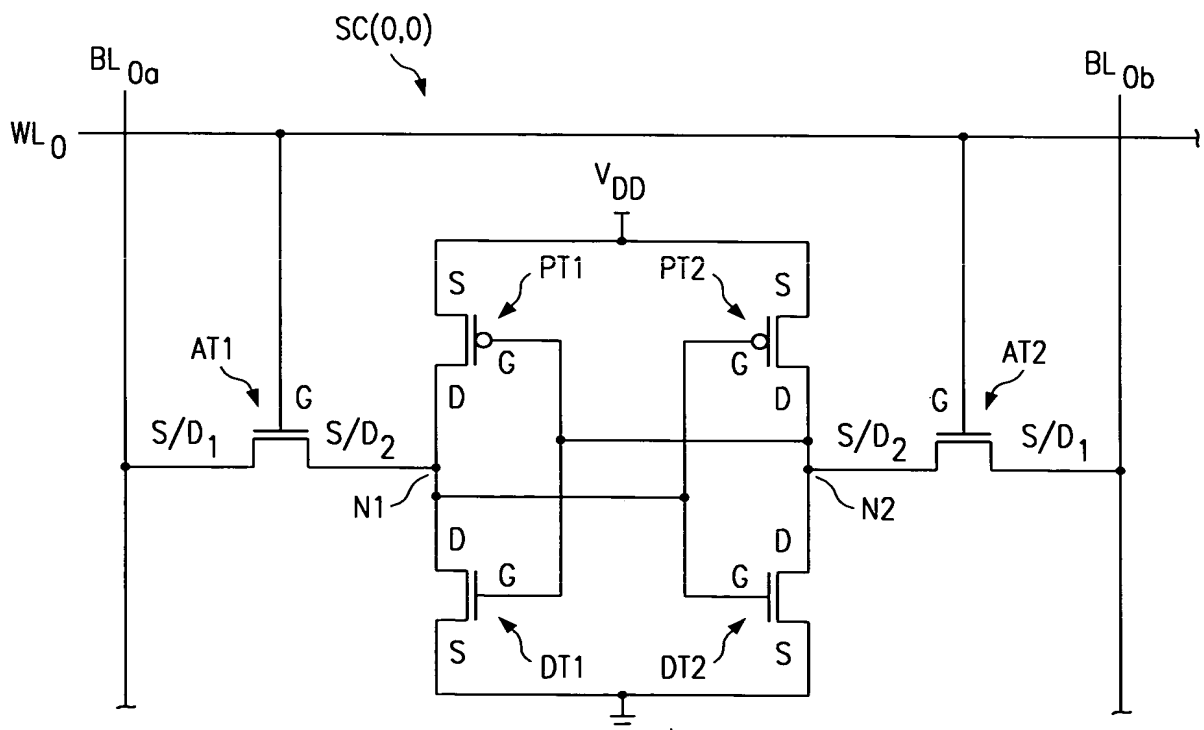 SC(0,0)
BL0a
BL0b
WL0
VDD
S
PT1
PT2
S
AT1
G
G
AT2
G
D
D
G
S/D1
S/D2
S/D2
S/D1
N1
N2
D
D
G
G
S
DT1
DT2
S